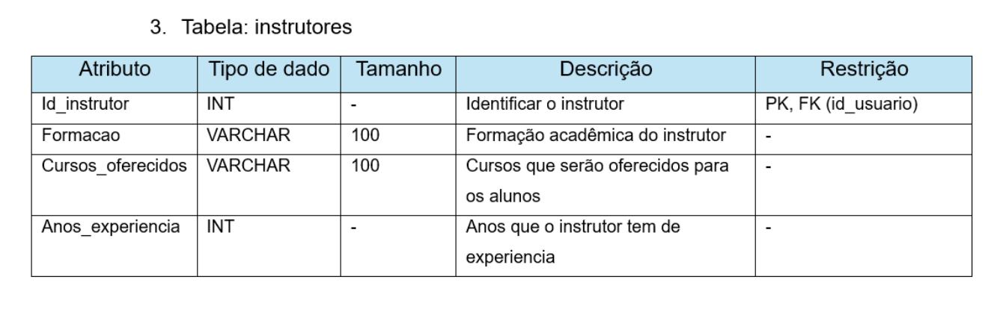 3. Tabela: instrutores
Atributo Tipo de dado Tamanho Descrição Restrição
Id_instrutor INT - Identificar o instrutor PK, FK (id_usuario)
Formacao VARCHAR 100 Formação acadêmica do instrutor -
Cursos_oferecidos VARCHAR 100 Cursos que serão oferecidos para -
os alunos
Anos_experiencia INT - Anos que o instrutor tem de -
experiencia